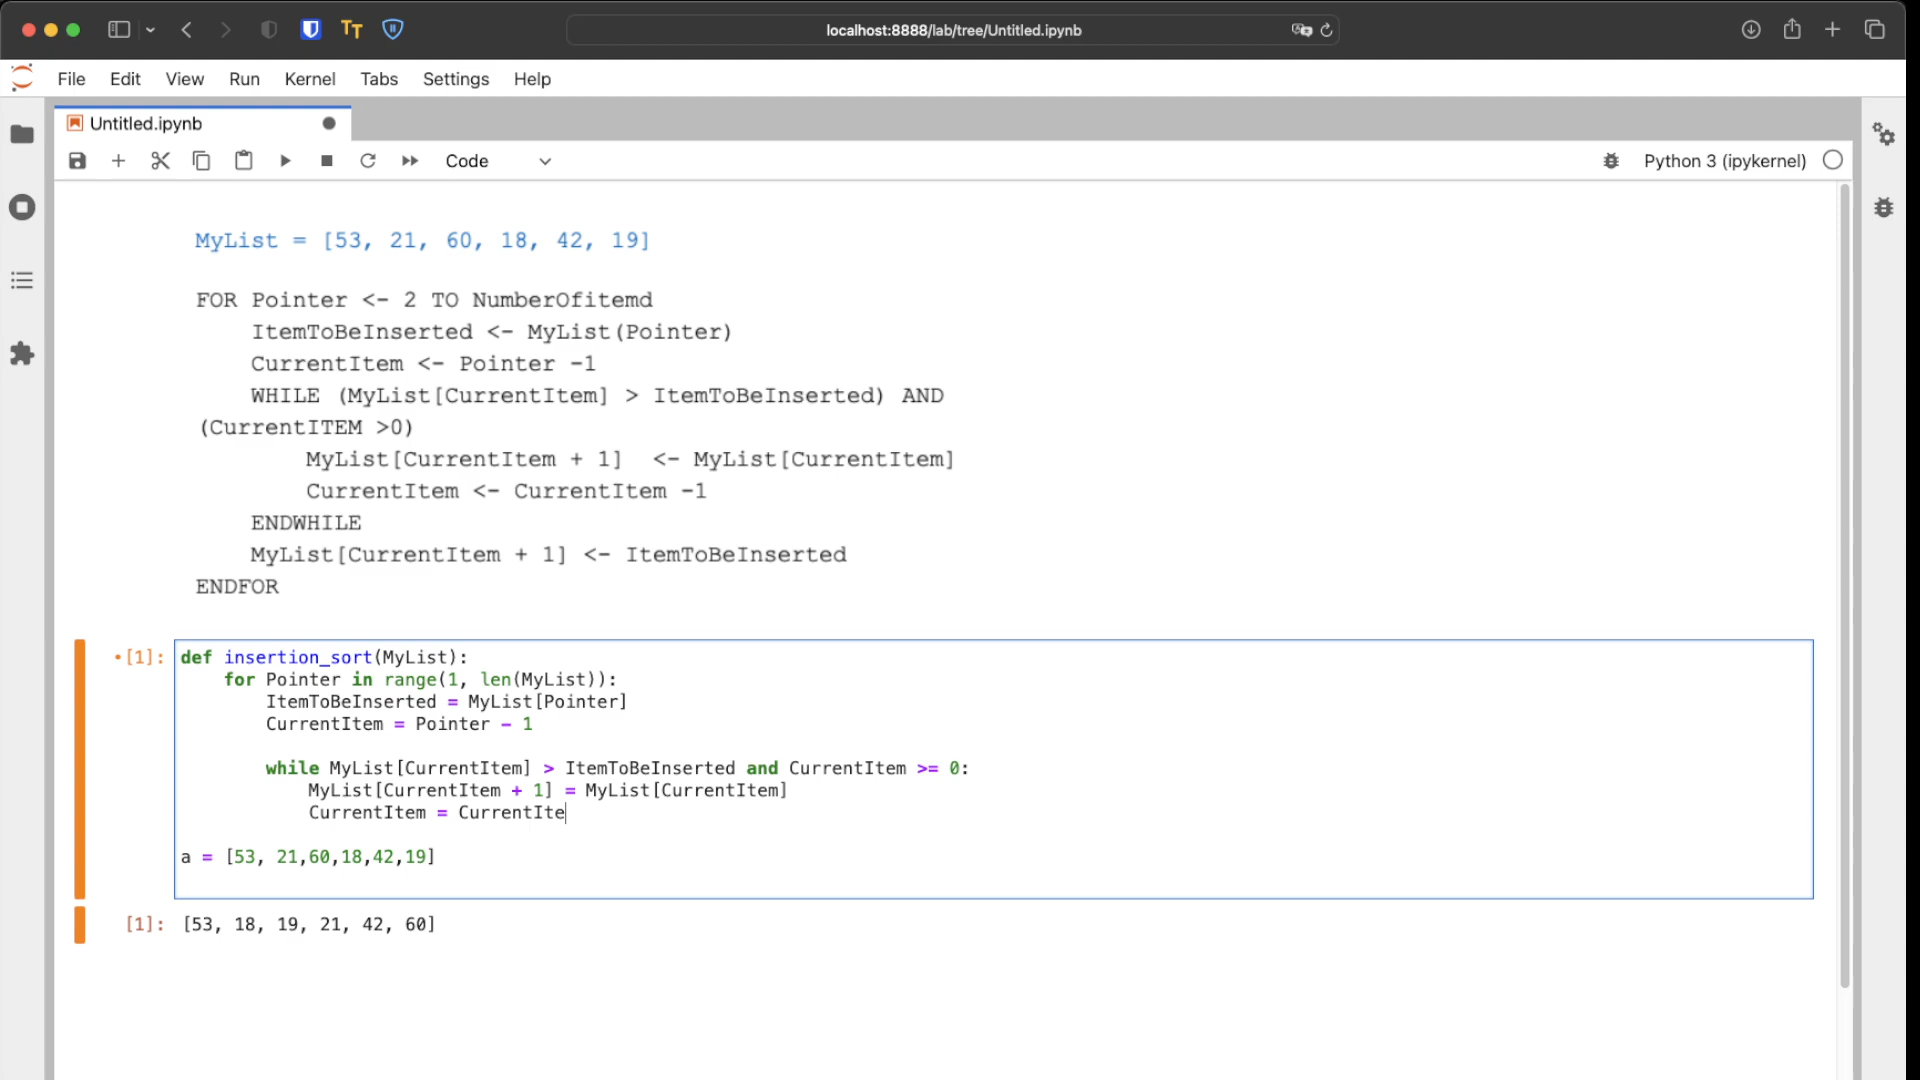 localhost:8888/lab/tree/Untitled.ipynb
File Edit View Run Kernel Tabs Settings Help
Untitled.ipynb
Code
Python 3 (ipykernel)
MyList = [53, 21, 60, 18, 42, 19]
FOR Pointer <- 2 TO NumberOfitemd
ItemToBeInserted <- MyList(Pointer)
CurrentItem <- Pointer -1
WHILE (MyList[CurrentItem] > ItemToBeInserted) AND
(CurrentITEM >0)
MyList[CurrentItem + 1] <- MyList[CurrentItem]
CurrentItem <- CurrentItem -1
ENDWHILE
MyList[CurrentItem + 1] <- ItemToBeInserted
ENDFOR
•[1]: def insertion_sort(MyList):
for Pointer in range(1, len(MyList)):
ItemToBeInserted = MyList[Pointer]
CurrentItem = Pointer - 1
while MyList[CurrentItem] > ItemToBeInserted and CurrentItem >= 0:
MyList[CurrentItem + 1] = MyList[CurrentItem]
CurrentItem = CurrentIte
a = [53, 21,60,18,42,19]
[1]: [53, 18, 19, 21, 42, 60]